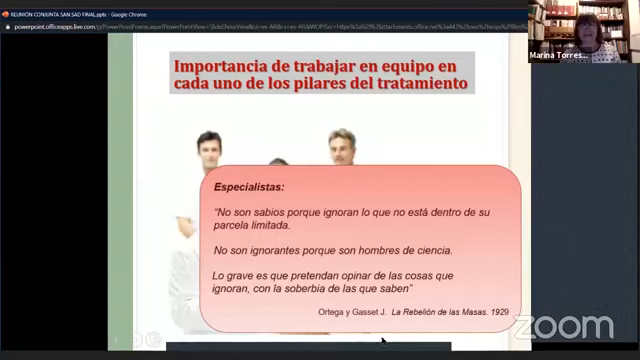 REUNIÓN CONJUNTA SAN SAD FINAL.pptx - Google Chrome
Marina Torres...
Importancia de trabajar en equipo en
cada uno de los pilares del tratamiento
Especialistas:
“No son sabios porque ignoran lo que no está dentro de su
parcela limitada.
No son ignorantes porque son hombres de ciencia.
Lo grave es que pretendan opinar de las cosas que
ignoran, con la soberbia de las que saben”
Ortega y Gasset J. La Rebelión de las Masas. 1929
zoom